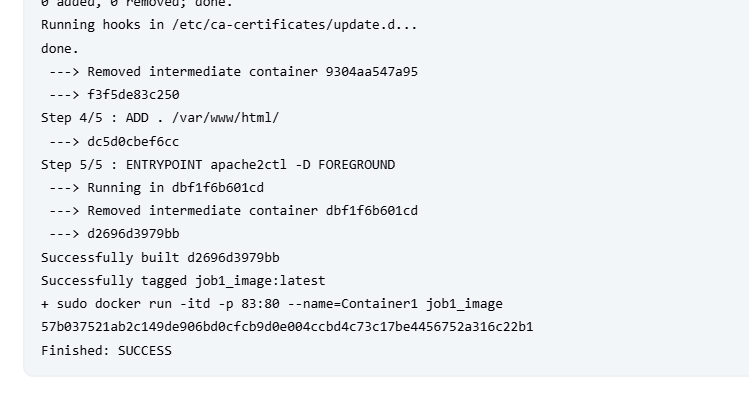 0 added, 0 removed; done.
Running hooks in /etc/ca-certificates/update.d...
done.
 ---> Removed intermediate container 9304aa547a95
 ---> f3f5de83c250
Step 4/5 : ADD . /var/www/html/
 ---> dc5d0cbef6cc
Step 5/5 : ENTRYPOINT apache2ctl -D FOREGROUND
 ---> Running in dbf1f6b601cd
 ---> Removed intermediate container dbf1f6b601cd
 ---> d2696d3979bb
Successfully built d2696d3979bb
Successfully tagged job1_image:latest
+ sudo docker run -itd -p 83:80 --name=Container1 job1_image
57b037521ab2c149de906bd0cfcb9d0e004ccbd4c73c17be4456752a316c22b1
Finished: SUCCESS